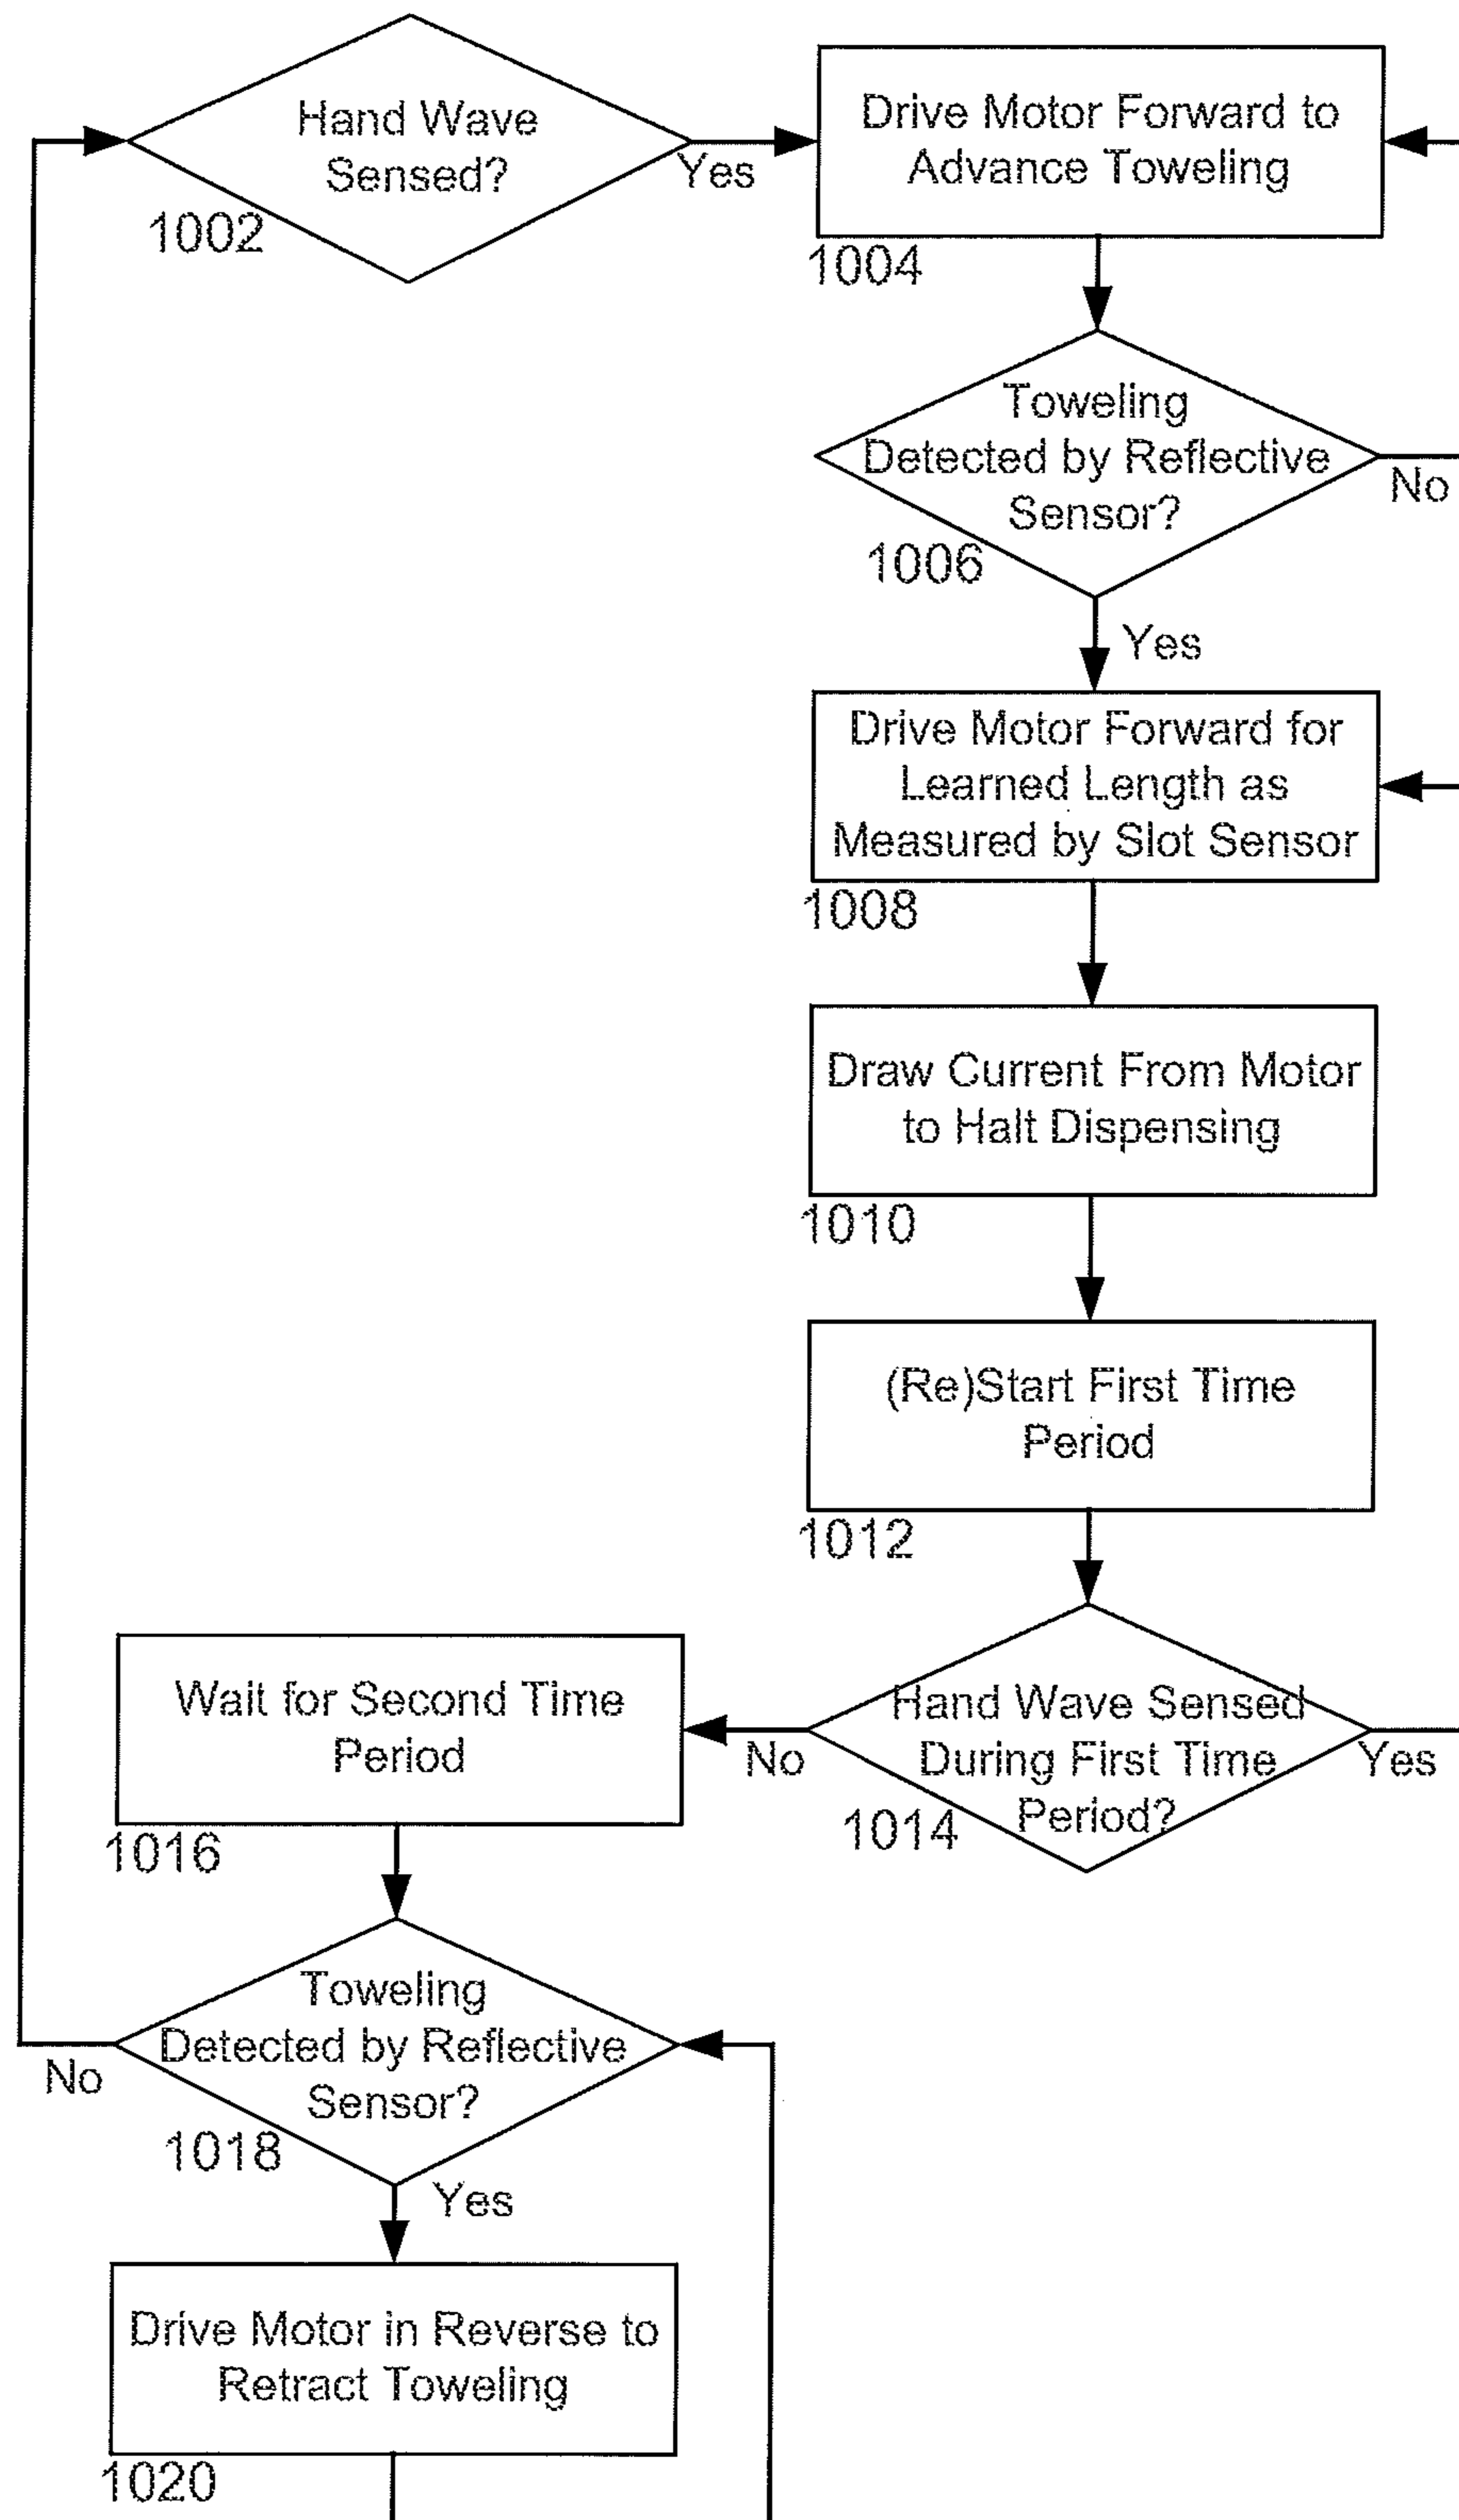 Hand Wave
Sensed?
1002
Yes
Drive Motor Forward to
Advance Toweling
1004
Toweling
Detected by Reflective
Sensor?
1006
No
Yes
Drive Motor Forward for
Learned Length as
Measured by Slot Sensor
1008
Draw Current From Motor
to Halt Dispensing
1010
(Re)Start First Time
Period
1012
Hand Wave Sensed
During First Time
Period?
1014
Yes
No
Wait for Second Time
Period
1016
Toweling
Detected by Reflective
Sensor?
1018
No
Yes
Drive Motor in Reverse to
Retract Toweling
1020